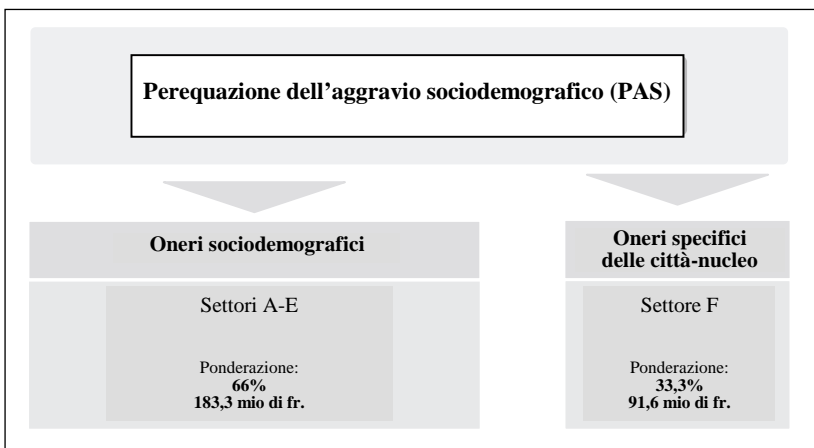 Perequazione dell’aggravio sociodemografico (PAS)
Oneri sociodemografici
Settori A-E
Ponderazione:
66%
183,3 mio di fr.
Oneri specifici
delle città-nucleo
Settore F
Ponderazione:
33,3%
91,6 mio di fr.